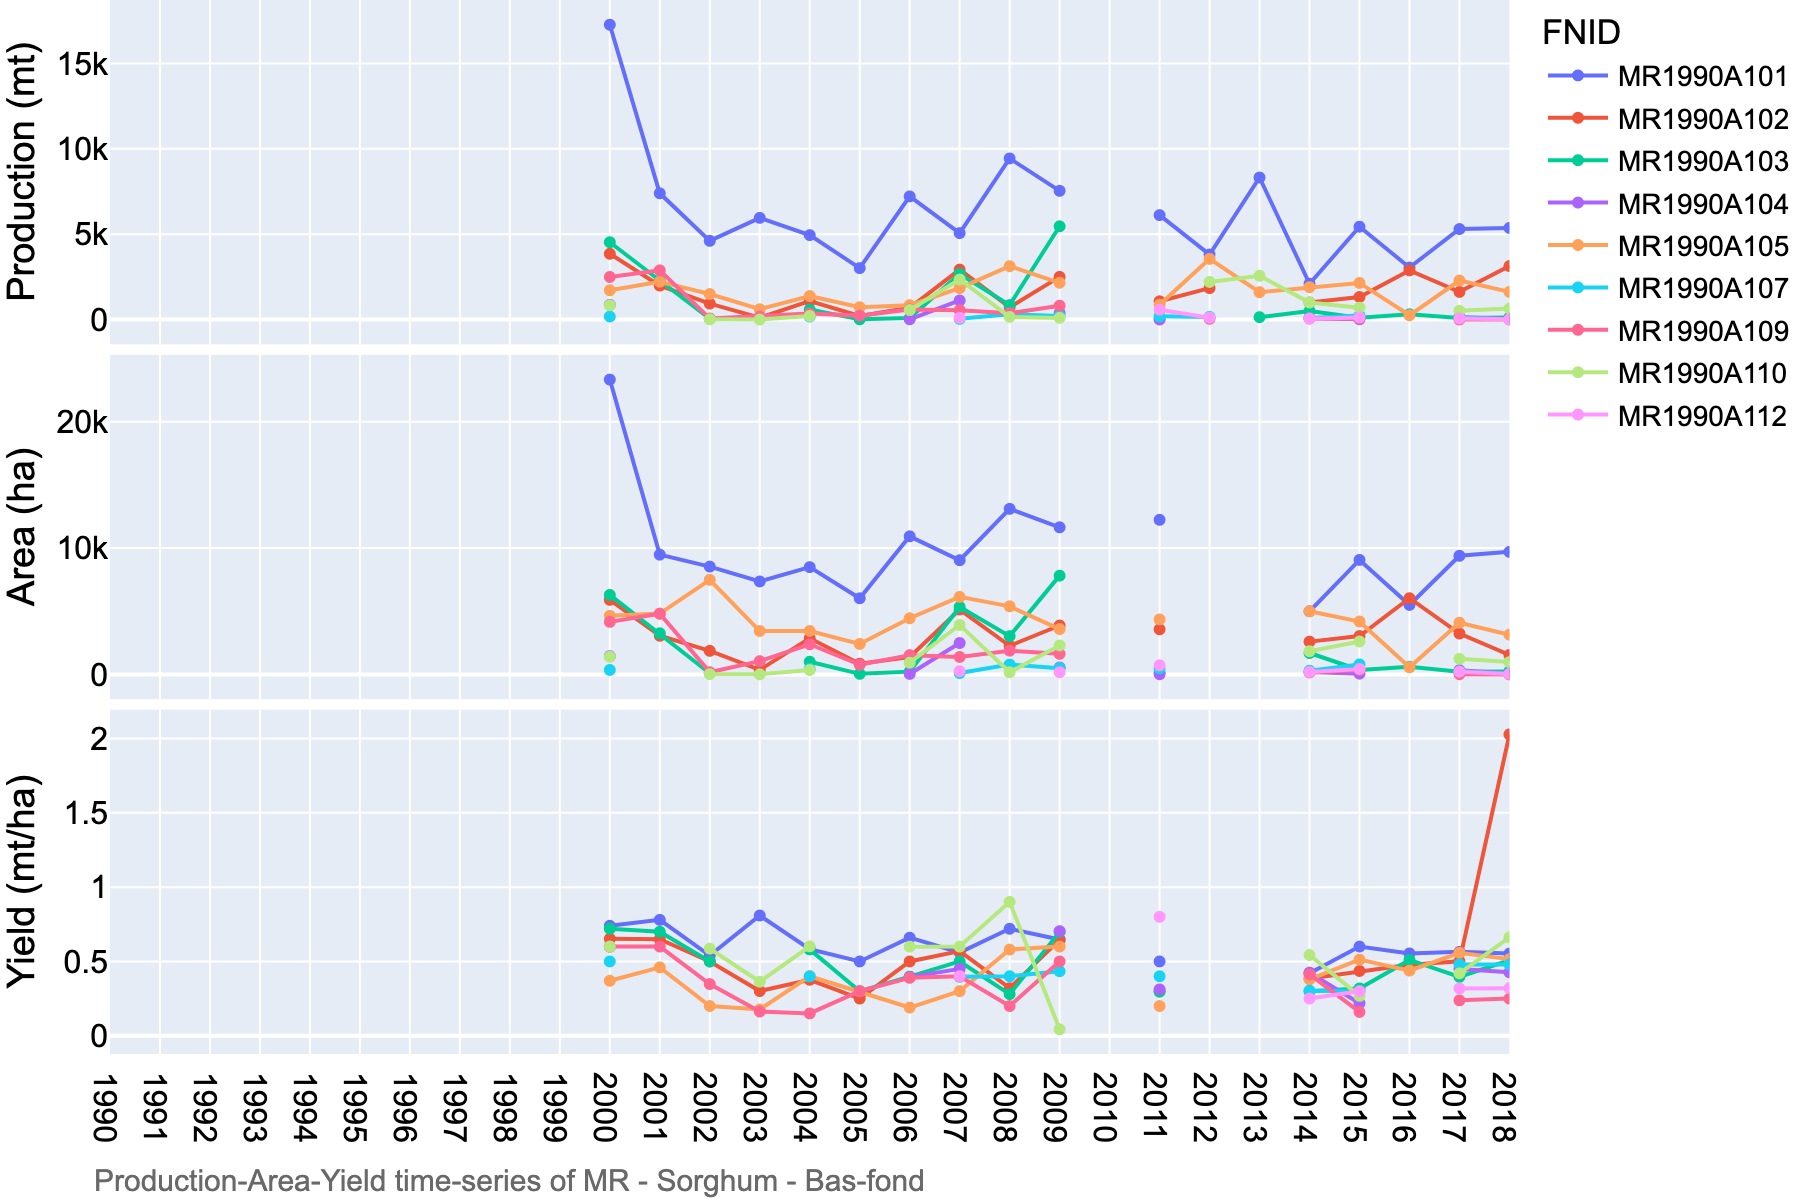 FNID
MR1990A101
MR1990A102
MR1990A103
MR1990A104
MR1990A105
MR1990A107
MR1990A109
MR1990A110
MR1990A112
Production (mt)
15k
10k
5k
0
Area (ha)
20k
10k
0
Yield (mt/ha)
2
1.5
1
0.5
0
1990
1991
1992
1993
1994
1995
1996
1997
1998
1999
2000
2001
2002
2003
2004
2005
2006
2007
2008
2009
2010
2011
2012
2013
2014
2015
2016
2017
2018
Production-Area-Yield time-series of MR - Sorghum - Bas-fond